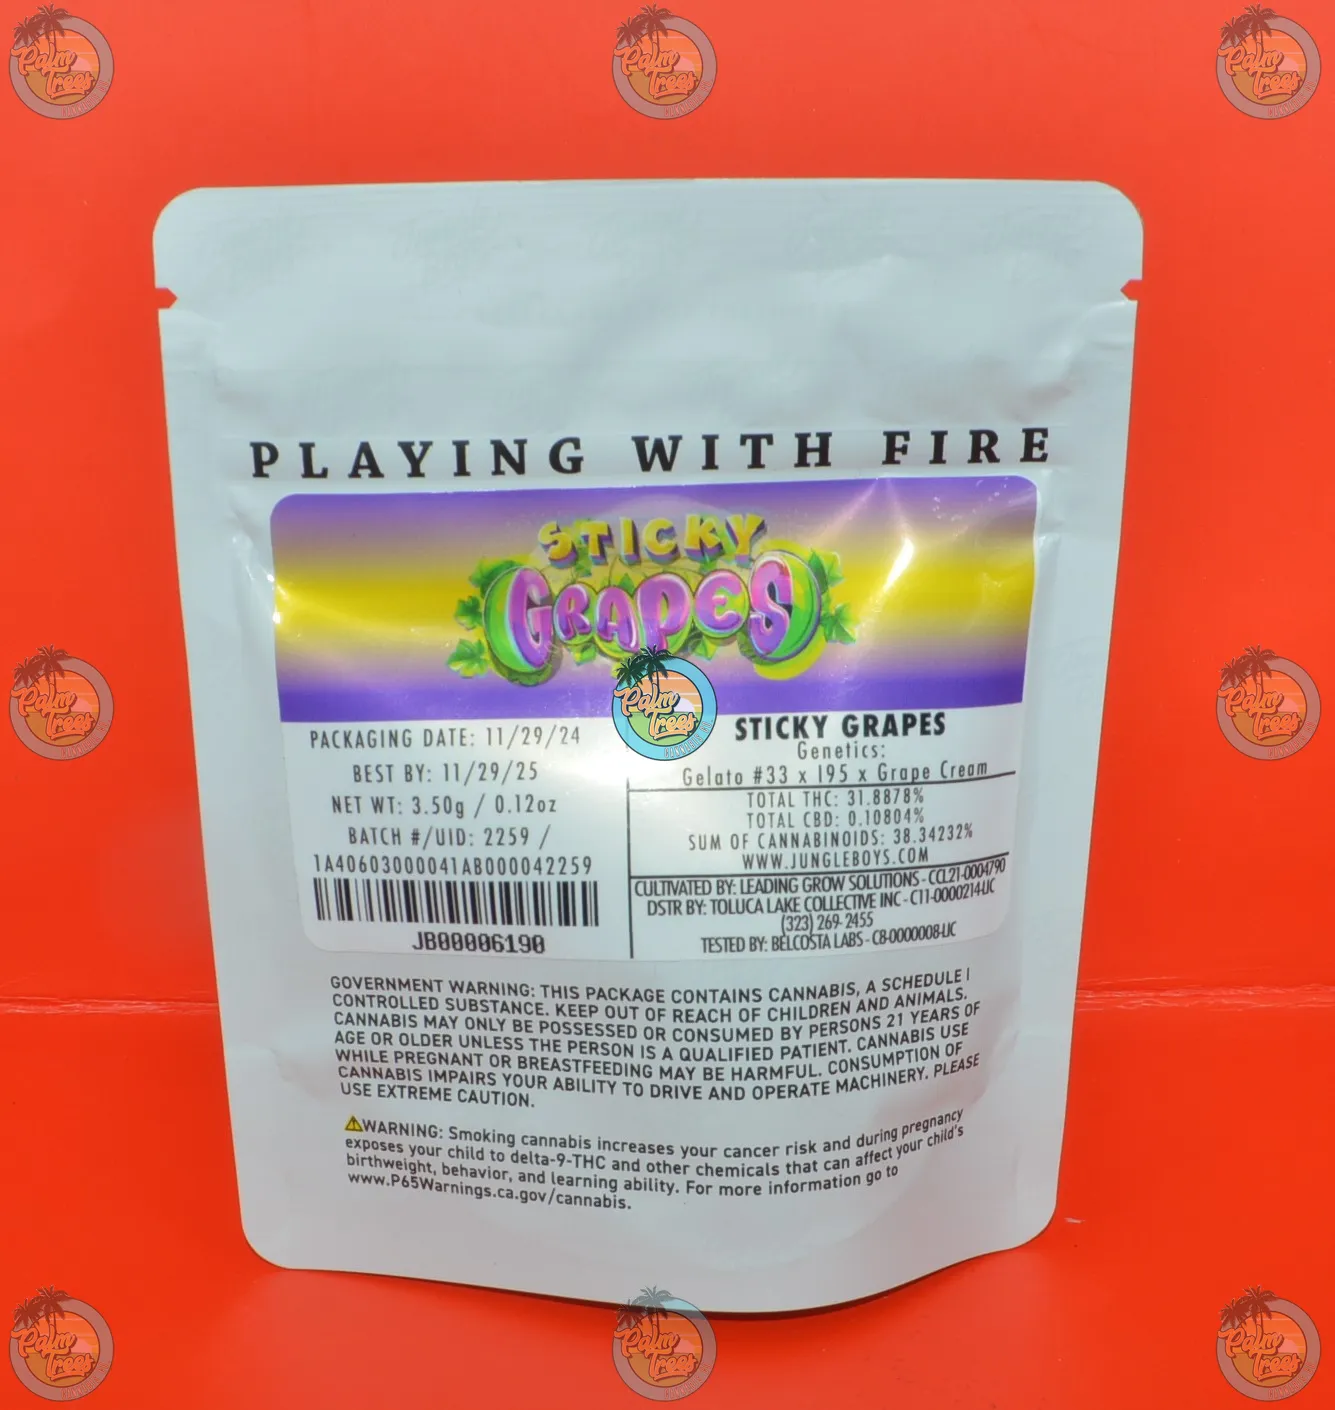 PLAYING WITH FIRE
STICKY
GRAPES
Palm
Trees
PACKAGING DATE: 11/29/24
BEST BY: 11/29/25
NET WT: 3.50g / 0.12oz
BATCH #/UID: 2259 /
1A40603000041AB000042259
JB00006190
STICKY GRAPES
Genetics:
Gelato #33 x I95 x Grape Cream
TOTAL THC: 31.8878%
TOTAL CBD: 0.10804%
SUM OF CANNABINOIDS: 38.34232%
WWW.JUNGLEBOYS.COM
CULTIVATED BY: LEADING GROW SOLUTIONS - CCL21-0004790
DSTR BY: TOLUCA LAKE COLLECTIVE INC - C11-0000214-LIC
(323) 269-2455
TESTED BY: BELCOSTA LABS - C8-0000008-LIC
GOVERNMENT WARNING: THIS PACKAGE CONTAINS CANNABIS, A SCHEDULE I
CONTROLLED SUBSTANCE. KEEP OUT OF REACH OF CHILDREN AND ANIMALS.
CANNABIS MAY ONLY BE POSSESSED OR CONSUMED BY PERSONS 21 YEARS OF
AGE OR OLDER UNLESS THE PERSON IS A QUALIFIED PATIENT. CANNABIS USE
WHILE PREGNANT OR BREASTFEEDING MAY BE HARMFUL. CONSUMPTION OF
CANNABIS IMPAIRS YOUR ABILITY TO DRIVE AND OPERATE MACHINERY. PLEASE
USE EXTREME CAUTION.
WARNING: Smoking cannabis increases your cancer risk and during pregnancy
exposes your child to delta-9-THC and other chemicals that can affect your child's
birthweight, behavior, and learning ability. For more information go to
www.P65Warnings.ca.gov/cannabis.